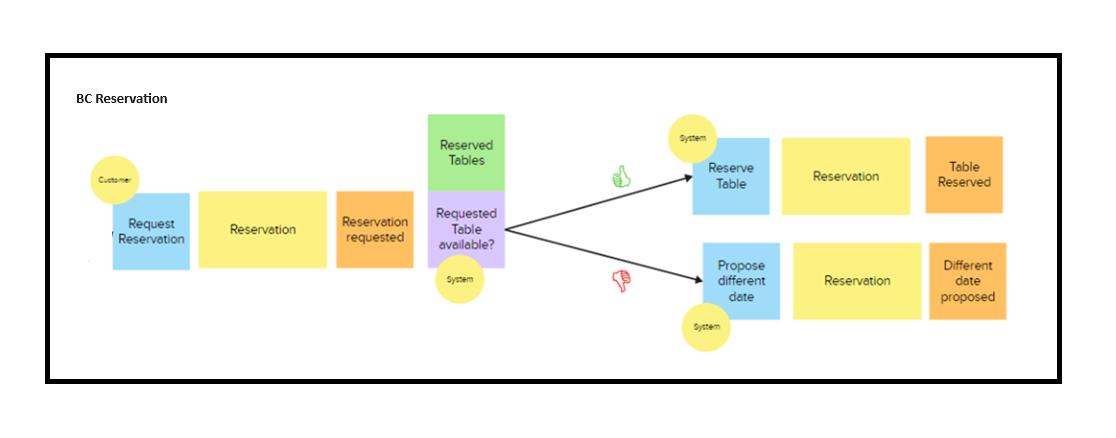 BC Reservation
Customer
Request
Reservation
Reservation
Reservation
requested
Reserved
Tables
Requested
Table
available?
System
System
Reserve
Table
Reservation
Table
Reserved
Propose
different
date
System
Reservation
Different
date
proposed